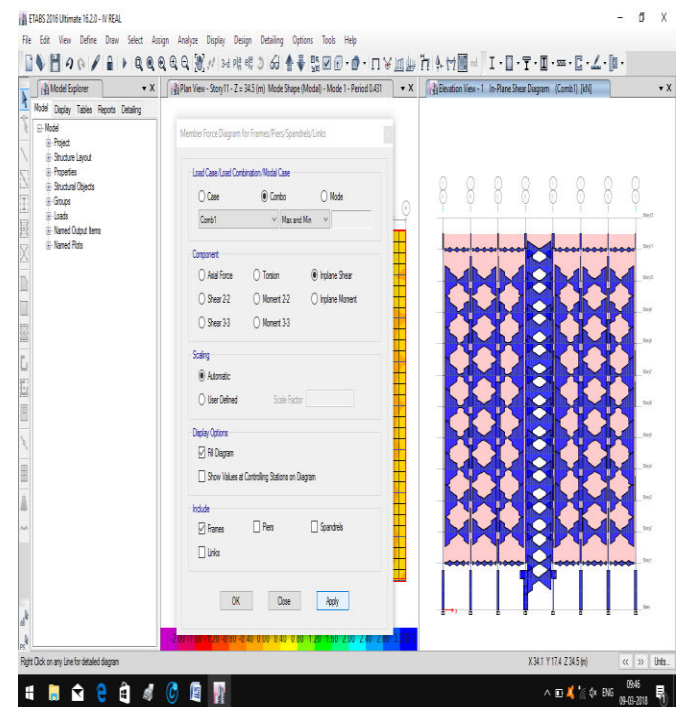 ETABS 2016 Ultimate 16.2.0 - IV REAL
File Edit View Define Draw Select Assign Analyze Display Design Detailing Options Tools Help
Model Explorer
Plan View - Story11 - Z = 34.5 (m) Mode Shape (Modal) - Mode 1 - Period 0.431
Elevation View - 1 In-Plane Shear Diagram (Comb1) [kN]
Model Display Tables Reports Detailing
Model
Project
Structure Layout
Properties
Structural Objects
Groups
Loads
Named Output Items
Named Plots
Member Force Diagram for Frames/Piers/Spandrels/Links
Load Case/Load Combination/Modal Case
Case Combo Mode
Comb1 Max and Min
Component
Axial Force Torsion Inplane Shear
Shear 2-2 Moment 2-2 Inplane Moment
Shear 3-3 Moment 3-3
Scaling
Automatic
User Defined Scale Factor
Display Options
Fill Diagram
Show Values at Controlling Stations on Diagram
Include
Frames Piers Spandrels
Links
OK Close Apply
Right Click on any Line for detailed diagram
X 34.1 Y 17.4 Z 34.5 (m)
<< >> Units...
ENG
09:46
09-03-2018